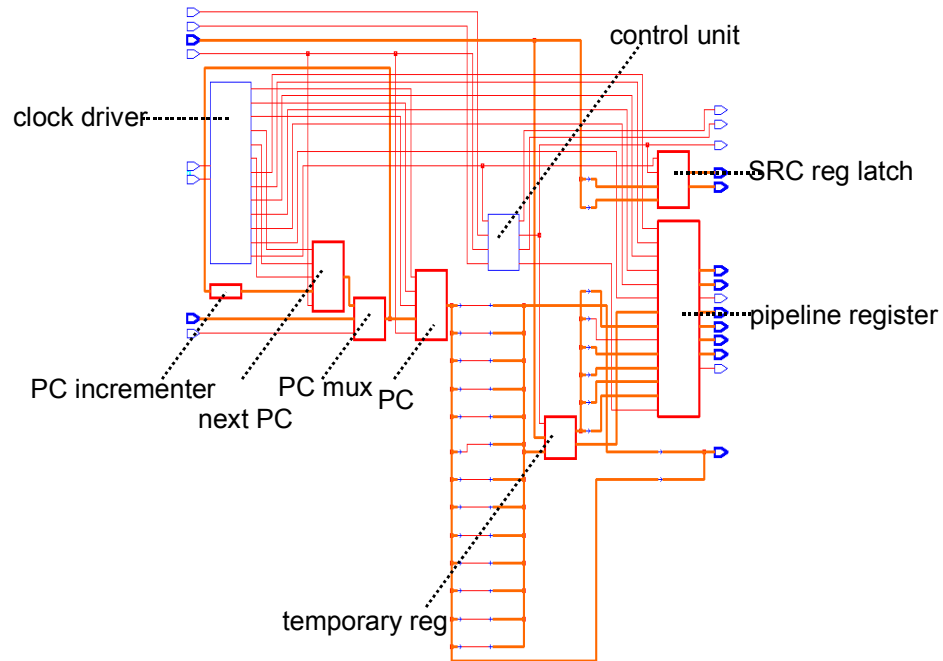 control unit
clock driver
SRC reg latch
pipeline register
PC incrementer
next PC
PC mux
PC
temporary reg